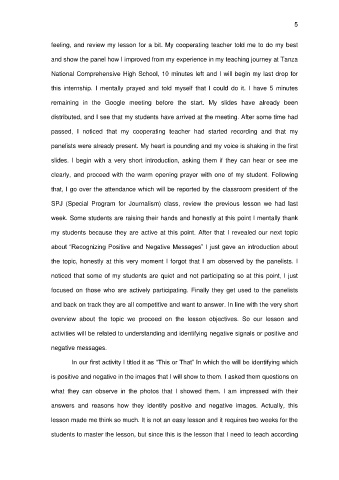 5
feeling, and review my lesson for a bit. My cooperating teacher told me to do my best
and show the panel how I improved from my experience in my teaching journey at Tanza
National Comprehensive High School, 10 minutes left and I will begin my last drop for
this internship. I mentally prayed and told myself that I could do it. I have 5 minutes
remaining in the Google meeting before the start. My slides have already been
distributed, and I see that my students have arrived at the meeting. After some time had
passed, I noticed that my cooperating teacher had started recording and that my
panelists were already present. My heart is pounding and my voice is shaking in the first
slides. I begin with a very short introduction, asking them if they can hear or see me
clearly, and proceed with the warm opening prayer with one of my student. Following
that, I go over the attendance which will be reported by the classroom president of the
SPJ (Special Program for Journalism) class, review the previous lesson we had last
week. Some students are raising their hands and honestly at this point I mentally thank
my students because they are active at this point. After that I revealed our next topic
about "Recognizing Positive and Negative Messages" I just gave an introduction about
the topic, honestly at this very moment I forgot that I am observed by the panelists. I
noticed that some of my students are quiet and not participating so at this point, I just
focused on those who are actively participating. Finally they get used to the panelists
and back on track they are all competitive and want to answer. In line with the very short
overview about the topic we proceed on the lesson objectives. So our lesson and
activities will be related to understanding and identifying negative signals or positive and
negative messages.
In our first activity I titled it as "This or That" In which the will be identifying which
is positive and negative in the images that I will show to them. I asked them questions on
what they can observe in the photos that I showed them. I am impressed with their
answers and reasons how they identify positive and negative images. Actually, this
lesson made me think so much. It is not an easy lesson and it requires two weeks for the
students to master the lesson, but since this is the lesson that I need to teach according